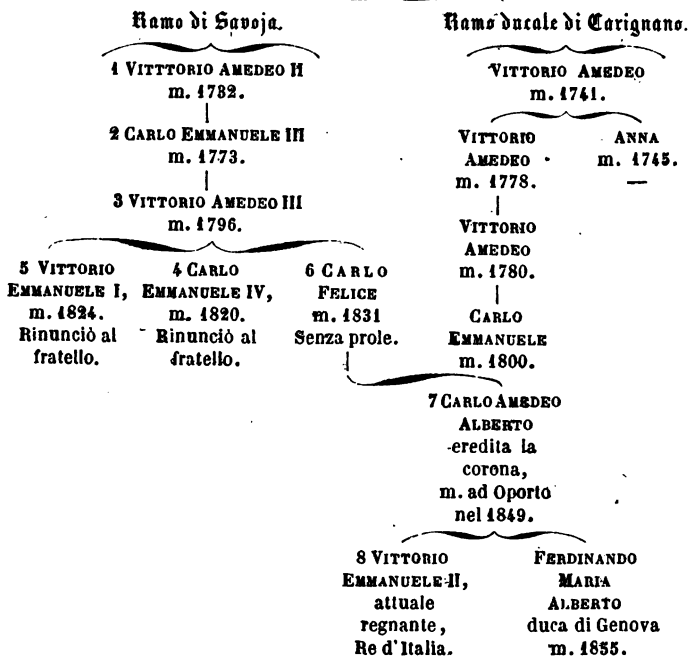 Ramo di Savoja.
1 VITTTORIO AMEDEO II
m. 1782.
2 CARLO EMMANUELE III
m. 1773.
3 VITTORIO AMEDEO III
m. 1796.
5 VITTORIO
EMMANUELE I,
m. 1824.
Rinunciò al
fratello.
4 CARLO
EMMANUELE IV,
m. 1820.
Rinunciò al
fratello.
6 CARLO
FELICE
m. 1831
Senza prole.
Ramo ducale di Carignano.
VITTORIO AMEDEO
m. 1741.
VITTORIO
AMEDEO
m. 1778.
ANNA
m. 1745.
—
VITTORIO
AMEDEO
m. 1780.
CARLO
EMMANUELE
m. 1800.
7 CARLO AMEDEO
ALBERTO
eredita la
corona,
m. ad Oporto
nel 1849.
8 VITTORIO
EMMANUELE II,
attuale
regnante,
Re d'Italia.
FERDINANDO
MARIA
ALBERTO
duca di Genova
m. 1855.